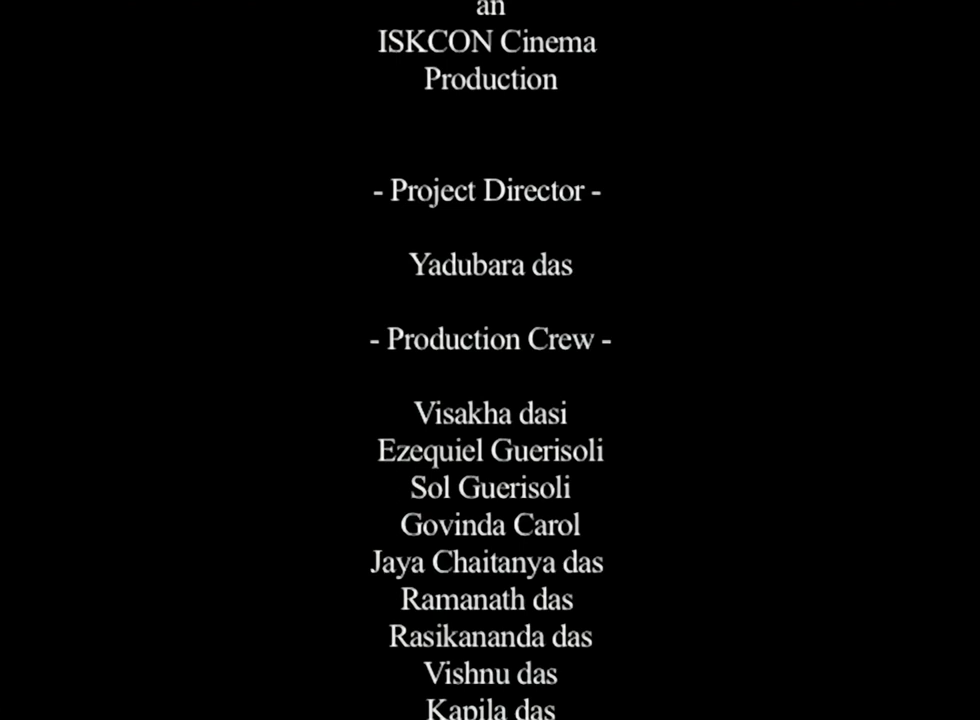 an
ISKCON Cinema
Production
- Project Director -
Yadubara das
- Production Crew -
Visakha dasi
Ezequiel Guerisoli
Sol Guerisoli
Govinda Carol
Jaya Chaitanya das
Ramanath das
Rasikananda das
Vishnu das
Kapila das